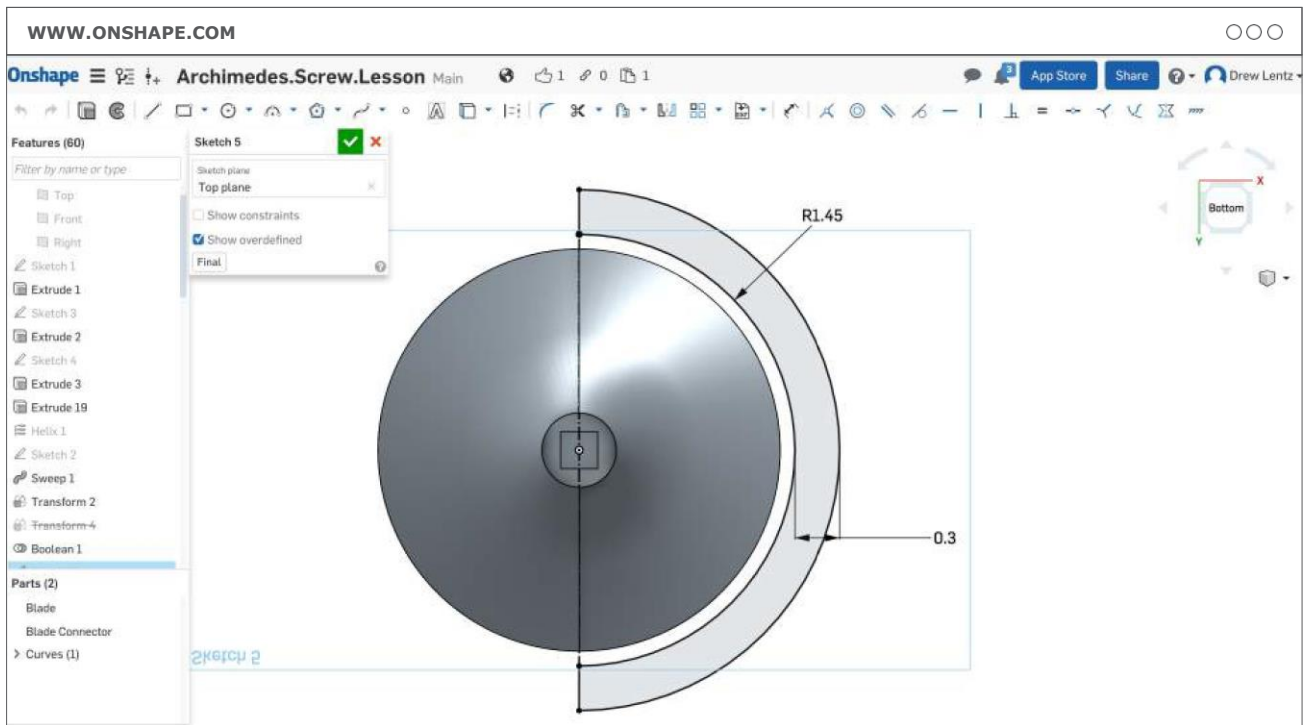 WWW.ONSHAPE.COM
Onshape Archimedes.Screw.Lesson Main 1 0 1 3 App Store Share Drew Lentz
Features (60)
Filter by name or type
Top
Front
Right
Sketch 1
Extrude 1
Sketch 3
Extrude 2
Sketch 4
Extrude 3
Extrude 19
Helix 1
Sketch 2
Sweep 1
Transform 2
Transform 4
Boolean 1
Parts (2)
Blade
Blade Connector
Curves (1)
Sketch 5
Sketch plane
Top plane
Show constraints
Show overdefined
Final
R1.45
0.3
Sketch 5
X
Bottom
Y